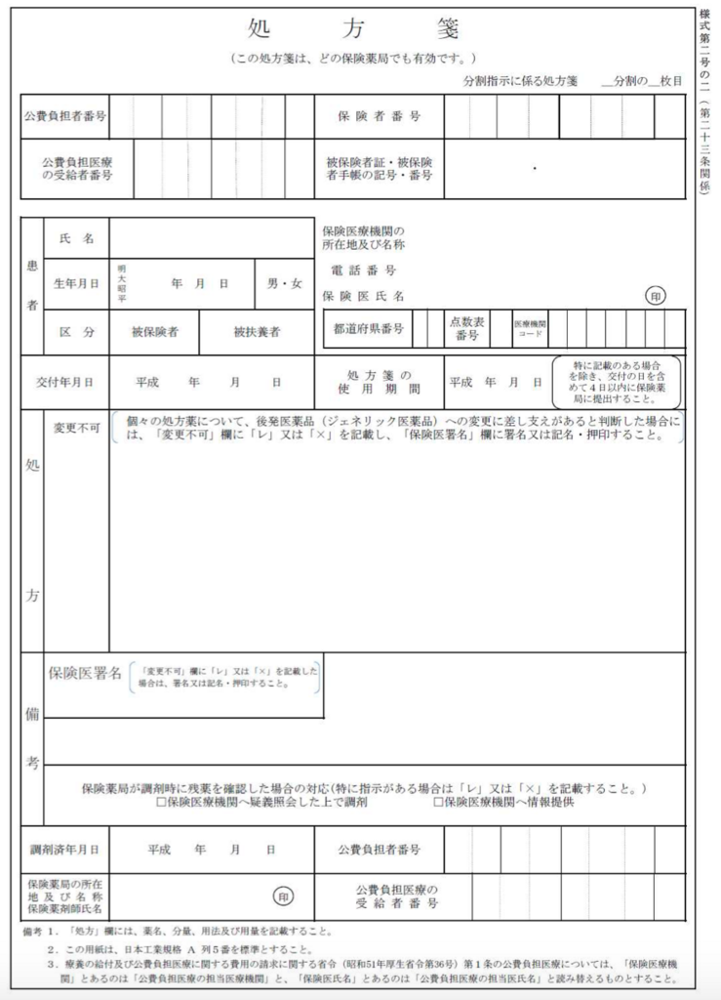 処方箋
(この処方箋は、どの保険薬局でも有効です。)
分割指示に係る処方箋　＿分割の＿枚目
様式第二号の二（第二十三条関係）
公費負担者番号
保険者番号
公費負担医療
の受給者番号
被保険者証・被保険
者手帳の記号・番号
・
患者
氏名
保険医療機関の
所在地及び名称
生年月日
明
大
昭
平
年　月　日
男・女
電話番号
保険医氏名
印
区分
被保険者
被扶養者
都道府県番号
点数表
番号
医療機関
コード
交付年月日
平成　年　月　日
処方箋の
使用期間
平成　年　月　日
特に記載のある場合
を除き、交付の日を含
めて４日以内に保険薬
局に提出すること。
処方
変更不可
個々の処方薬について、後発医薬品（ジェネリック医薬品）への変更に差し支えがあると判断した場合に
は、「変更不可」欄に「レ」又は「×」を記載し、「保険医署名」欄に署名又は記名・押印すること。
備考
保険医署名
「変更不可」欄に「レ」又は「×」を記載した
場合は、署名又は記名・押印すること。
保険薬局が調剤時に残薬を確認した場合の対応(特に指示がある場合は「レ」又は「×」を記載すること。)
□保険医療機関へ疑義照会した上で調剤　□保険医療機関へ情報提供
調剤済年月日
平成　年　月　日
公費負担者番号
保険薬局の所在
地及び名称
保険薬剤師氏名
印
公費負担医療の
受給者番号
備考 １．「処方」欄には、薬名、分量、用法及び用量を記載すること。
２．この用紙は、日本工業規格 A 列５番を標準とすること。
３．療養の給付及び公費負担医療に関する費用の請求に関する省令（昭和51年厚生省令第36号）第１条の公費負担医療については、「保険医療機
関」とあるのは「公費負担医療の担当医療機関」と、「保険医氏名」とあるのは「公費負担医療の担当医氏名」と読み替えるものとすること。